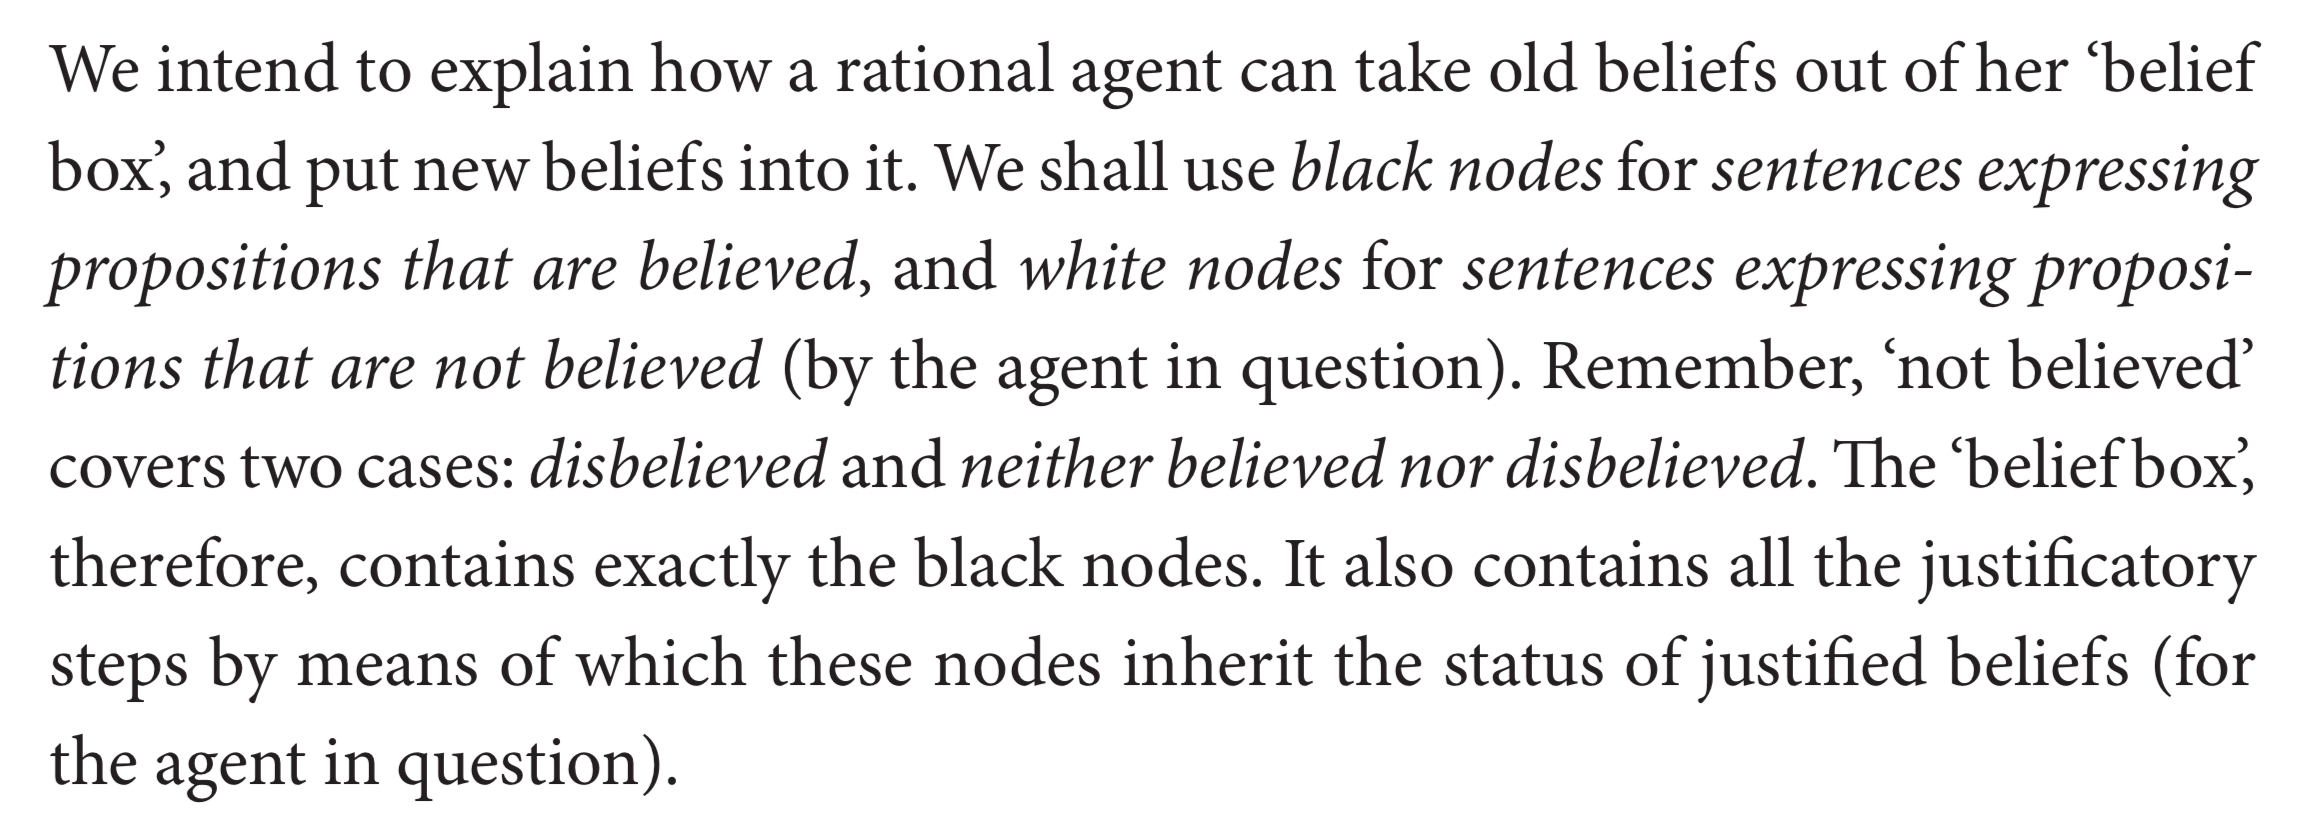 We intend to explain how a rational agent can take old beliefs out of her ‘belief
box’, and put new beliefs into it. We shall use black nodes for sentences expressing
propositions that are believed, and white nodes for sentences expressing proposi-
tions that are not believed (by the agent in question). Remember, ‘not believed’
covers two cases: disbelieved and neither believed nor disbelieved. The ‘belief box’,
therefore, contains exactly the black nodes. It also contains all the justificatory
steps by means of which these nodes inherit the status of justified beliefs (for
the agent in question).